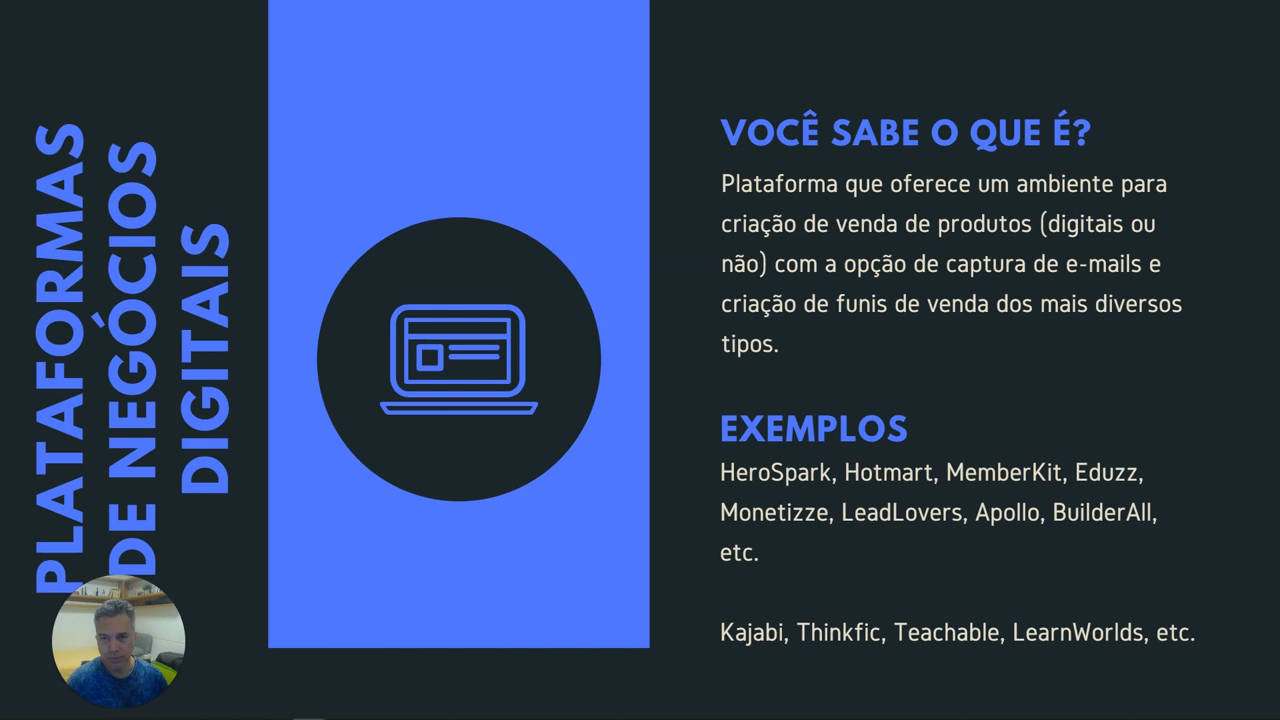 PLATAFORMAS
DE NEGÓCIOS
DIGITAIS
VOCÊ SABE O QUE É?
Plataforma que oferece um ambiente para
criação de venda de produtos (digitais ou
não) com a opção de captura de e-mails e
criação de funis de venda dos mais diversos
tipos.
EXEMPLOS
HeroSpark, Hotmart, MemberKit, Eduzz,
Monetizze, LeadLovers, Apollo, BuilderAll,
etc.
Kajabi, Thinkfic, Teachable, LearnWorlds, etc.